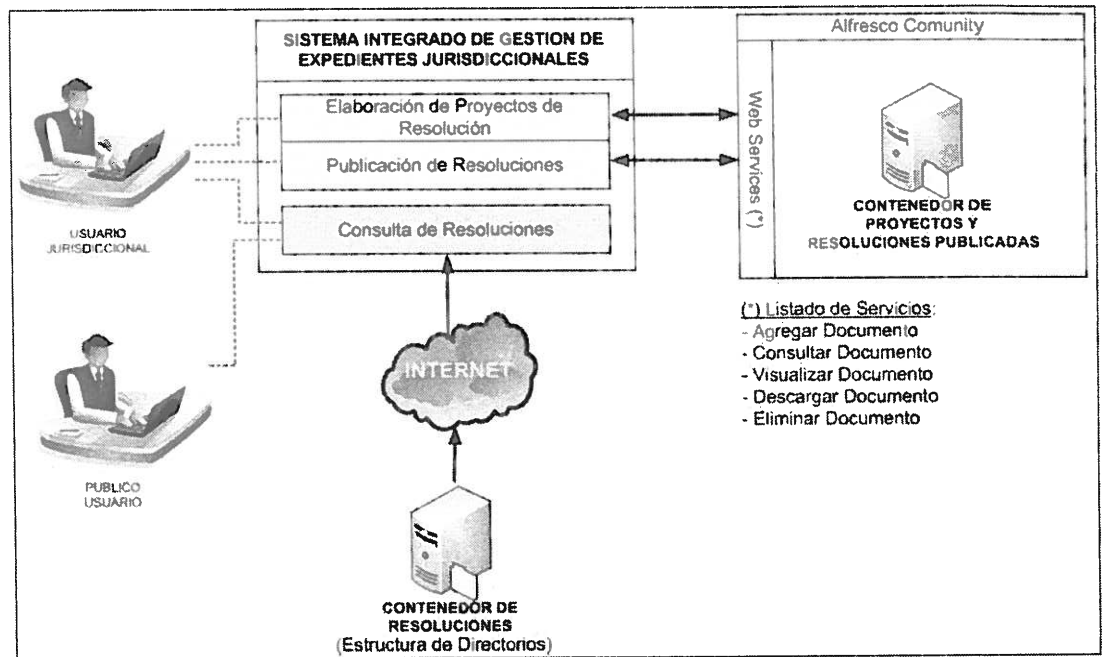 SISTEMA INTEGRADO DE GESTION DE
EXPEDIENTES JURISDICCIONALES
Elaboración de Proyectos de
Resolución
Publicación de Resoluciones
Consulta de Resoluciones
USUARIO
JURISDICCIONAL
PUBLICO
USUARIO
INTERNET
CONTENEDOR DE
RESOLUCIONES
(Estructura de Directorios)
Alfresco Comunity
Web Services (*)
CONTENEDOR DE
PROYECTOS Y
RESOLUCIONES PUBLICADAS
(*) Listado de Servicios:
- Agregar Documento
- Consultar Documento
- Visualizar Documento
- Descargar Documento
- Eliminar Documento